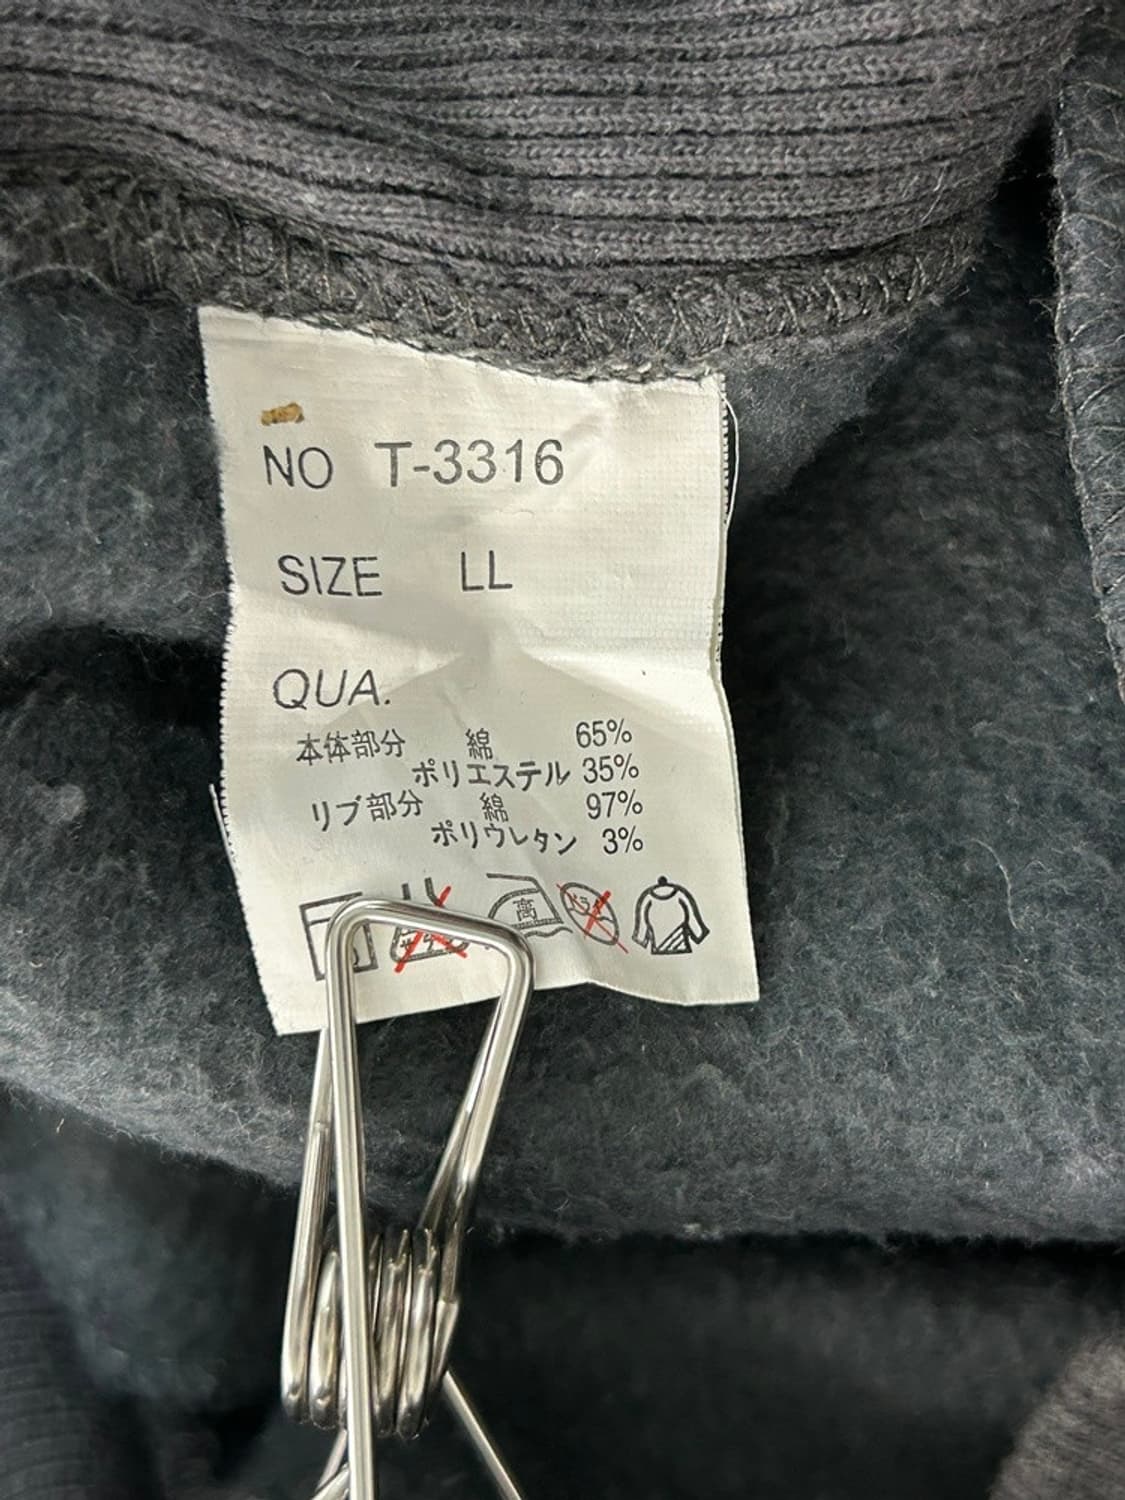 NO T-3316
SIZE LL
QUA.
本体部分 綿 65%
ポリエステル 35%
リブ部分 綿 97%
ポリウレタン 3%
高